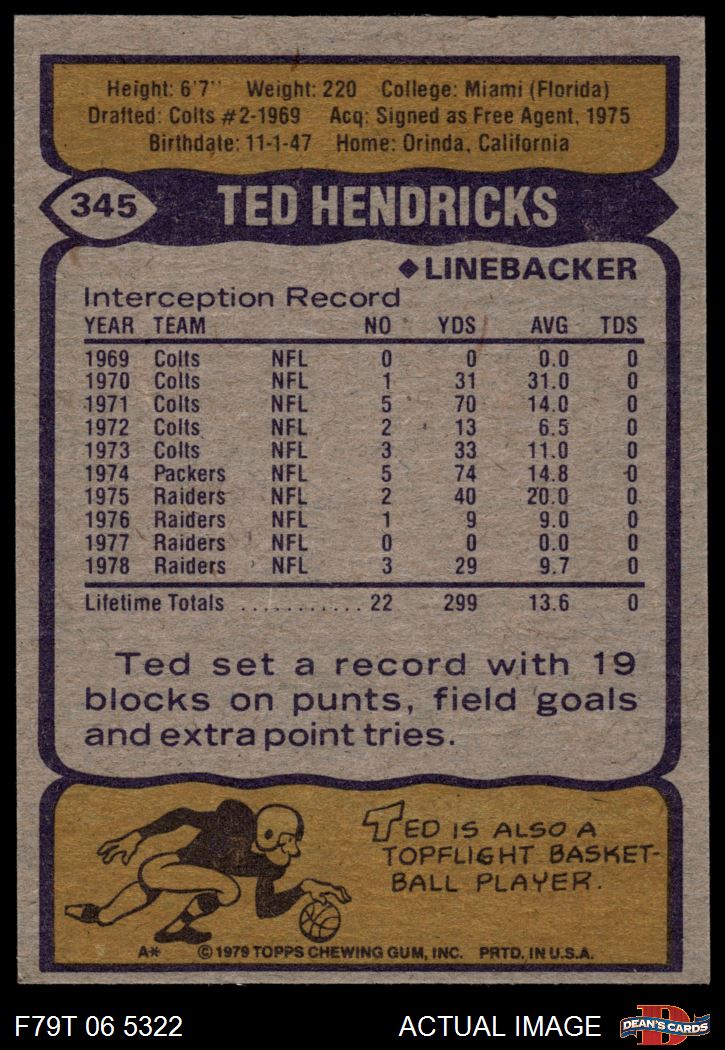 Height: 6'7" Weight: 220 College: Miami (Florida)
Drafted: Colts #2-1969 Acq: Signed as Free Agent, 1975
Birthdate: 11-1-47 Home: Orinda, California
345 TED HENDRICKS
◆LINEBACKER
Interception Record
YEAR TEAM NO YDS AVG TDS
1969 Colts NFL 0 0 0.0 0
1970 Colts NFL 1 31 31.0 0
1971 Colts NFL 5 70 14.0 0
1972 Colts NFL 2 13 6.5 0
1973 Colts NFL 3 33 11.0 0
1974 Packers NFL 5 74 14.8 0
1975 Raiders NFL 2 40 20.0 0
1976 Raiders NFL 1 9 9.0 0
1977 Raiders NFL 0 0 0.0 0
1978 Raiders NFL 3 29 9.7 0
Lifetime Totals ............ 22 299 13.6 0
Ted set a record with 19
blocks on punts, field goals
and extra point tries.
TED IS ALSO A
TOPFLIGHT BASKET-
BALL PLAYER.
A* ©1979 TOPPS CHEWING GUM, INC. PRTD. IN U.S.A.
F79T 06 5322 ACTUAL IMAGE D DEAN'S CARDS